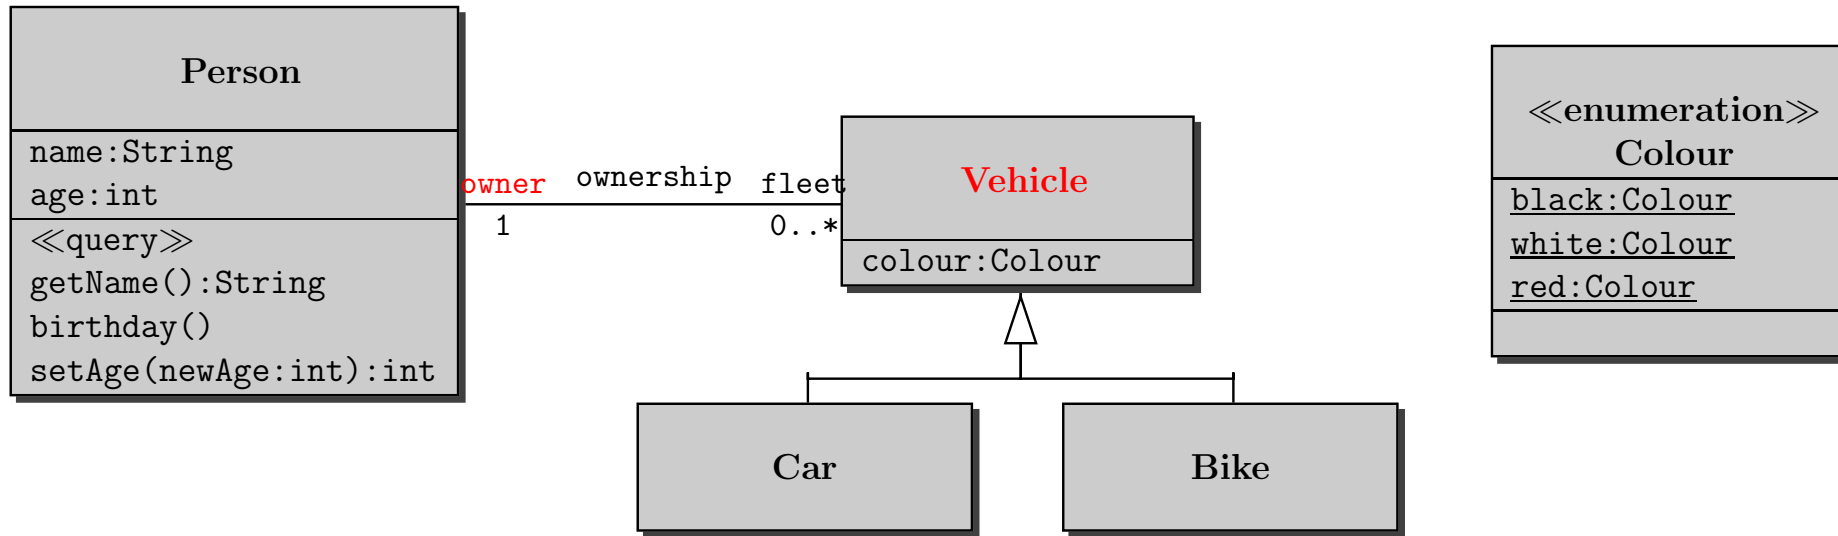 Person
name:String
age:int
≪query≫
getName():String
birthday()
setAge(newAge:int):int
owner
ownership
fleet
1
0..*
Vehicle
colour:Colour
Car
Bike
≪enumeration≫
Colour
black:Colour
white:Colour
red:Colour